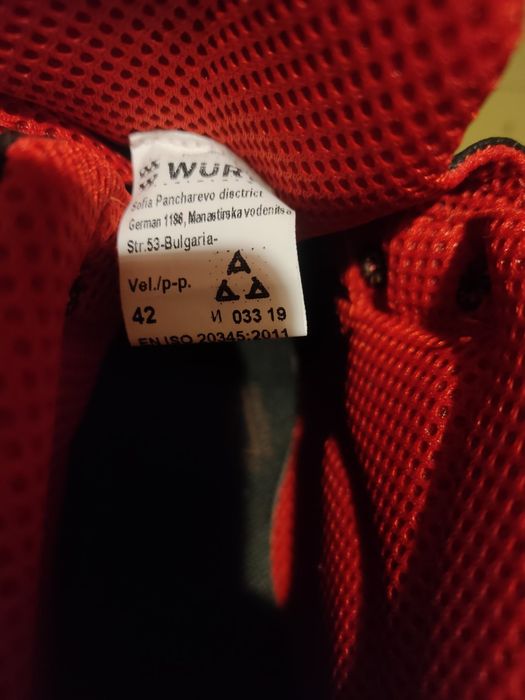 WUR
Sofia Pancharevo disctrict
German 1186, Manastirska vodenitsa
Str.53-Bulgaria-
Vel./p-p.
42
И 033 19
EN ISO 20345:2011